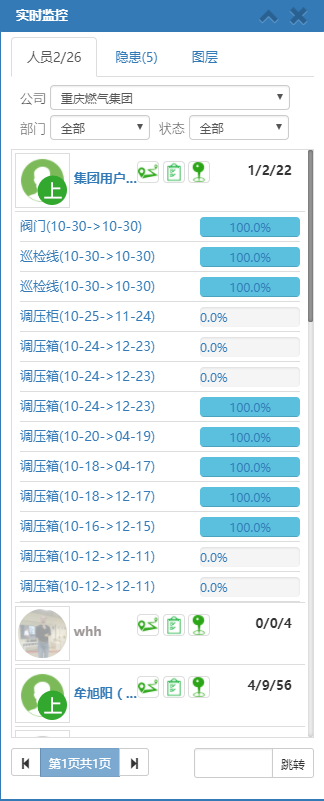 实时监控
人员2/26 隐患(5) 图层
公司 重庆燃气集团
部门 全部 状态 全部
集团用户... 1/2/22
上
阀门(10-30->10-30) 100.0%
巡检线(10-30->10-30) 100.0%
巡检线(10-30->10-30) 100.0%
调压柜(10-25->11-24) 0.0%
调压箱(10-24->12-23) 0.0%
调压箱(10-24->12-23) 0.0%
调压箱(10-24->12-23) 100.0%
调压箱(10-20->04-19) 100.0%
调压箱(10-18->04-17) 100.0%
调压箱(10-18->12-17) 100.0%
调压箱(10-16->12-15) 100.0%
调压箱(10-12->12-11) 0.0%
调压箱(10-12->12-11) 0.0%
whh 0/0/4
牟旭阳（... 4/9/56
上
第1页共1页 跳转